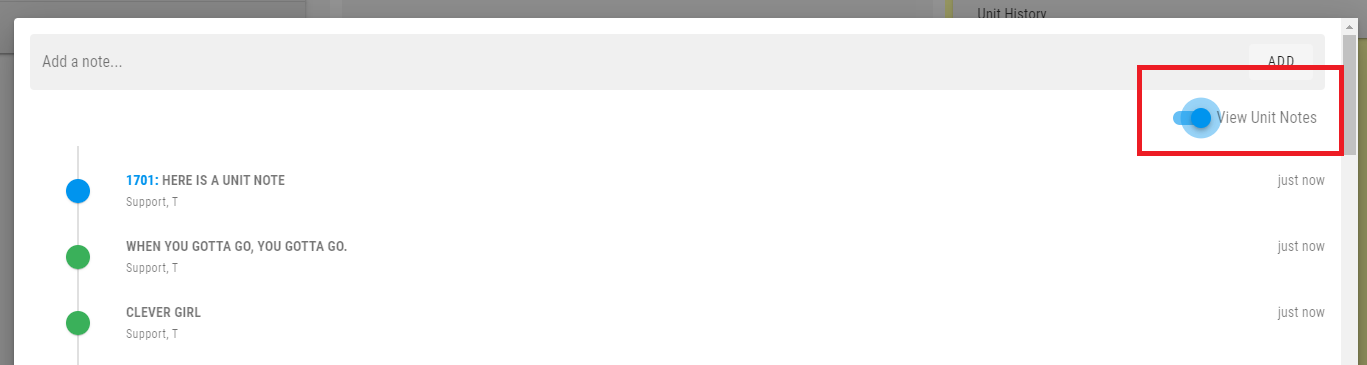 Unit History
Add a note...
ADD
View Unit Notes
1701: HERE IS A UNIT NOTE
just now
Support, T
WHEN YOU GOTTA GO, YOU GOTTA GO.
just now
Support, T
CLEVER GIRL
just now
Support, T